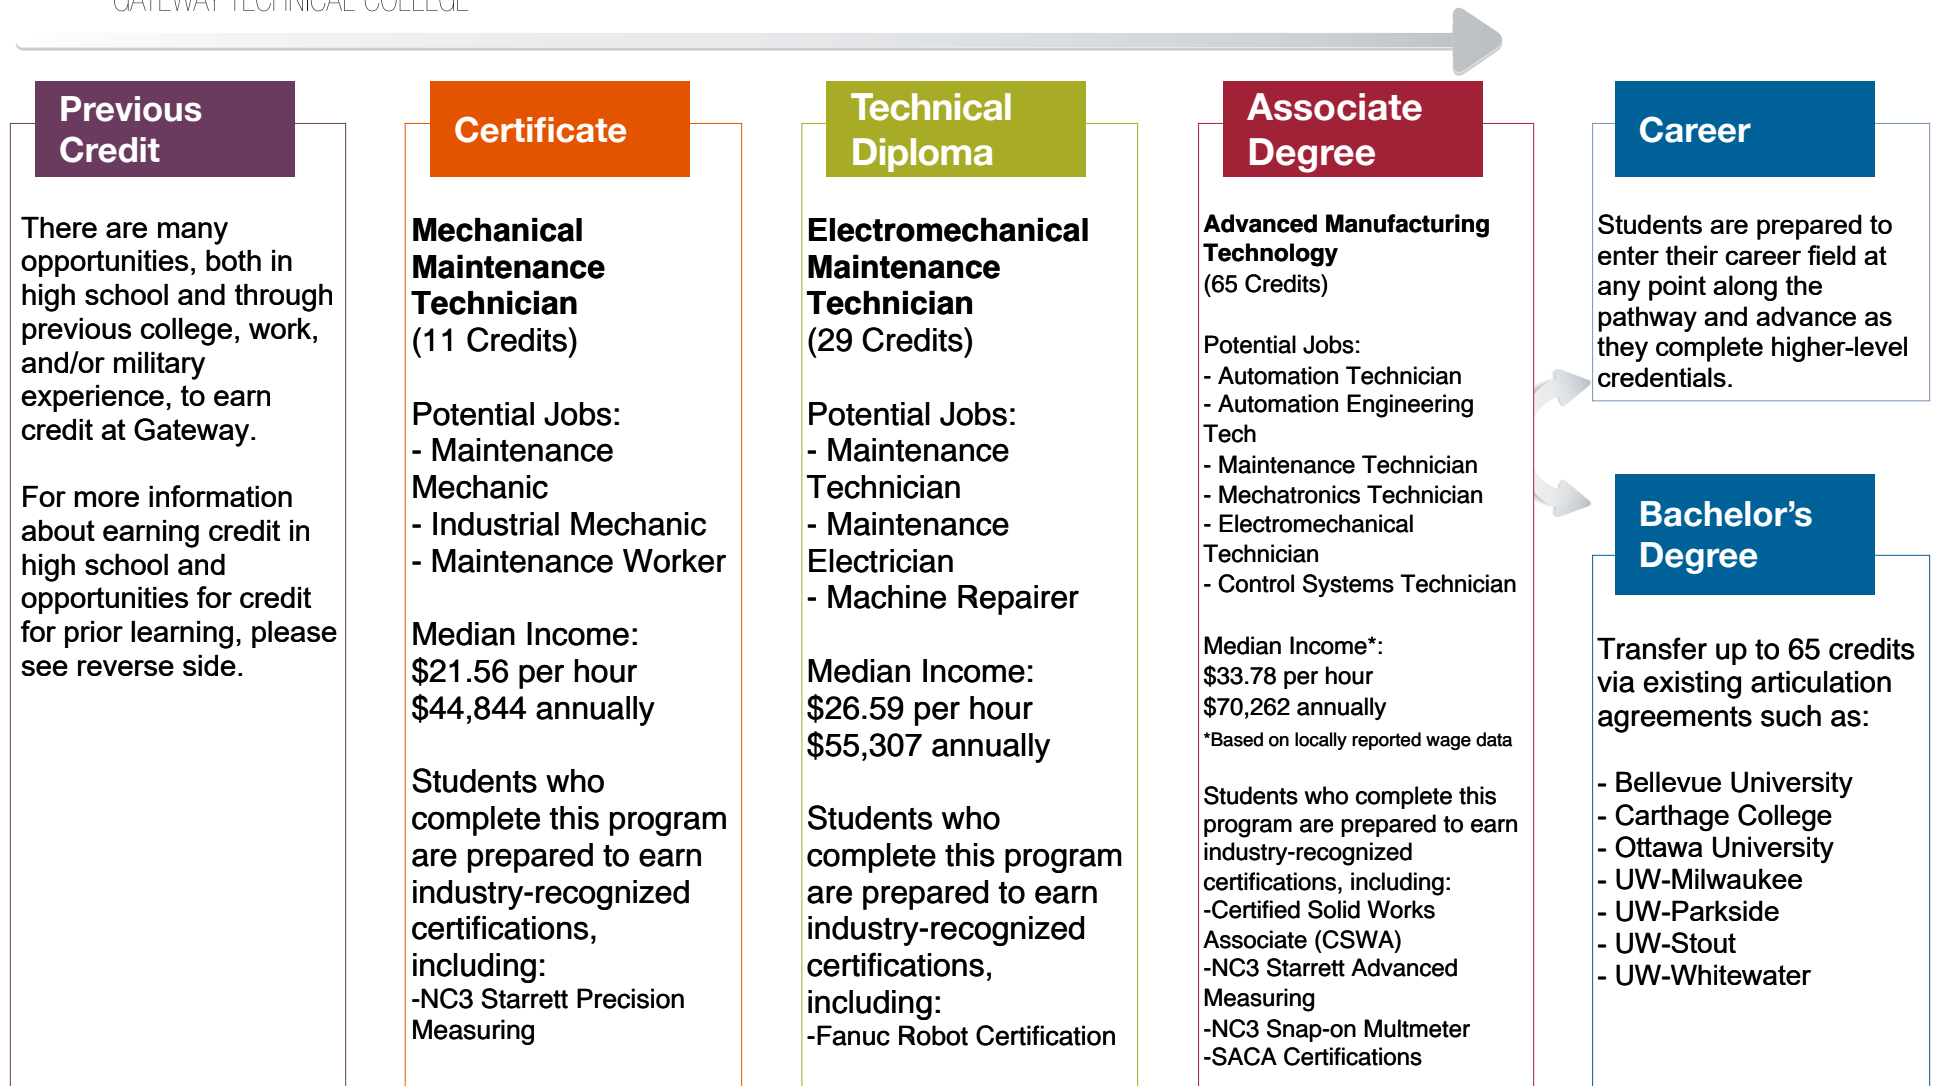 GATEWAY TECHNICAL COLLEGE
Previous
Credit
There are many
opportunities, both in
high school and through
previous college, work,
and/or military
experience, to earn
credit at Gateway.
For more information
about earning credit in
high school and
opportunities for credit
for prior learning, please
see reverse side.
Certificate
Mechanical
Maintenance
Technician
(11 Credits)
Potential Jobs:
- Maintenance
Mechanic
- Industrial Mechanic
- Maintenance Worker
Median Income:
$21.56 per hour
$44,844 annually
Students who
complete this program
are prepared to earn
industry-recognized
certifications,
including:
-NC3 Starrett Precision
Measuring
Technical
Diploma
Electromechanical
Maintenance
Technician
(29 Credits)
Potential Jobs:
- Maintenance
Technician
- Maintenance
Electrician
- Machine Repairer
Median Income:
$26.59 per hour
$55,307 annually
Students who
complete this program
are prepared to earn
industry-recognized
certifications,
including:
-Fanuc Robot Certification
Associate
Degree
Advanced Manufacturing
Technology
(65 Credits)
Potential Jobs:
- Automation Technician
- Automation Engineering
Tech
- Maintenance Technician
- Mechatronics Technician
- Electromechanical
Technician
- Control Systems Technician
Median Income*:
$33.78 per hour
$70,262 annually
*Based on locally reported wage data
Students who complete this
program are prepared to earn
industry-recognized
certifications, including:
-Certified Solid Works
Associate (CSWA)
-NC3 Starrett Advanced
Measuring
-NC3 Snap-on Multmeter
-SACA Certifications
Career
Students are prepared to
enter their career field at
any point along the
pathway and advance as
they complete higher-level
credentials.
Bachelor's
Degree
Transfer up to 65 credits
via existing articulation
agreements such as:
- Bellevue University
- Carthage College
- Ottawa University
- UW-Milwaukee
- UW-Parkside
- UW-Stout
- UW-Whitewater